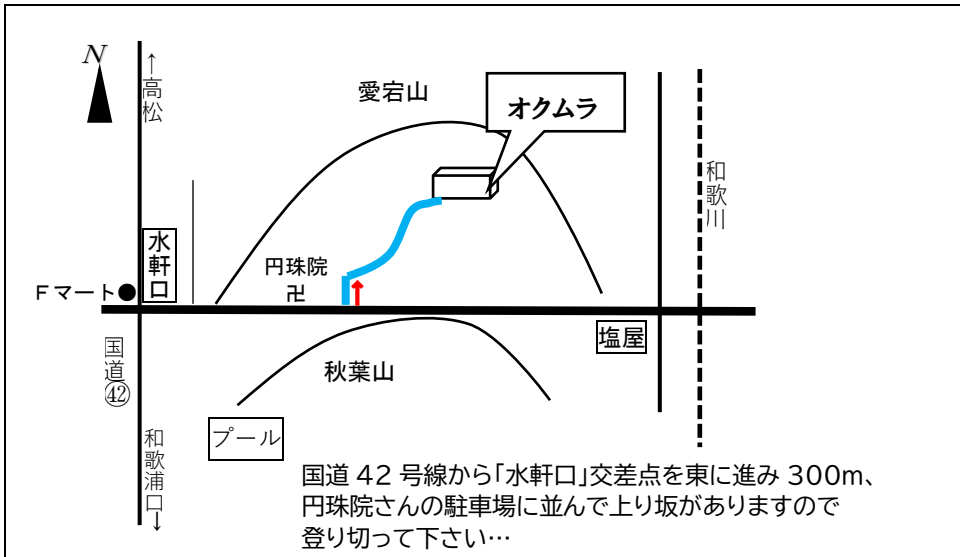 N
↑高松
愛宕山
オクムラ
和歌川
水軒口
円珠院
卍
Fマート●
塩屋
国道㊷
秋葉山
プール
和歌浦口↓
国道 42 号線から「水軒口」交差点を東に進み 300m、
円珠院さんの駐車場に並んで上り坂がありますので
登り切って下さい…